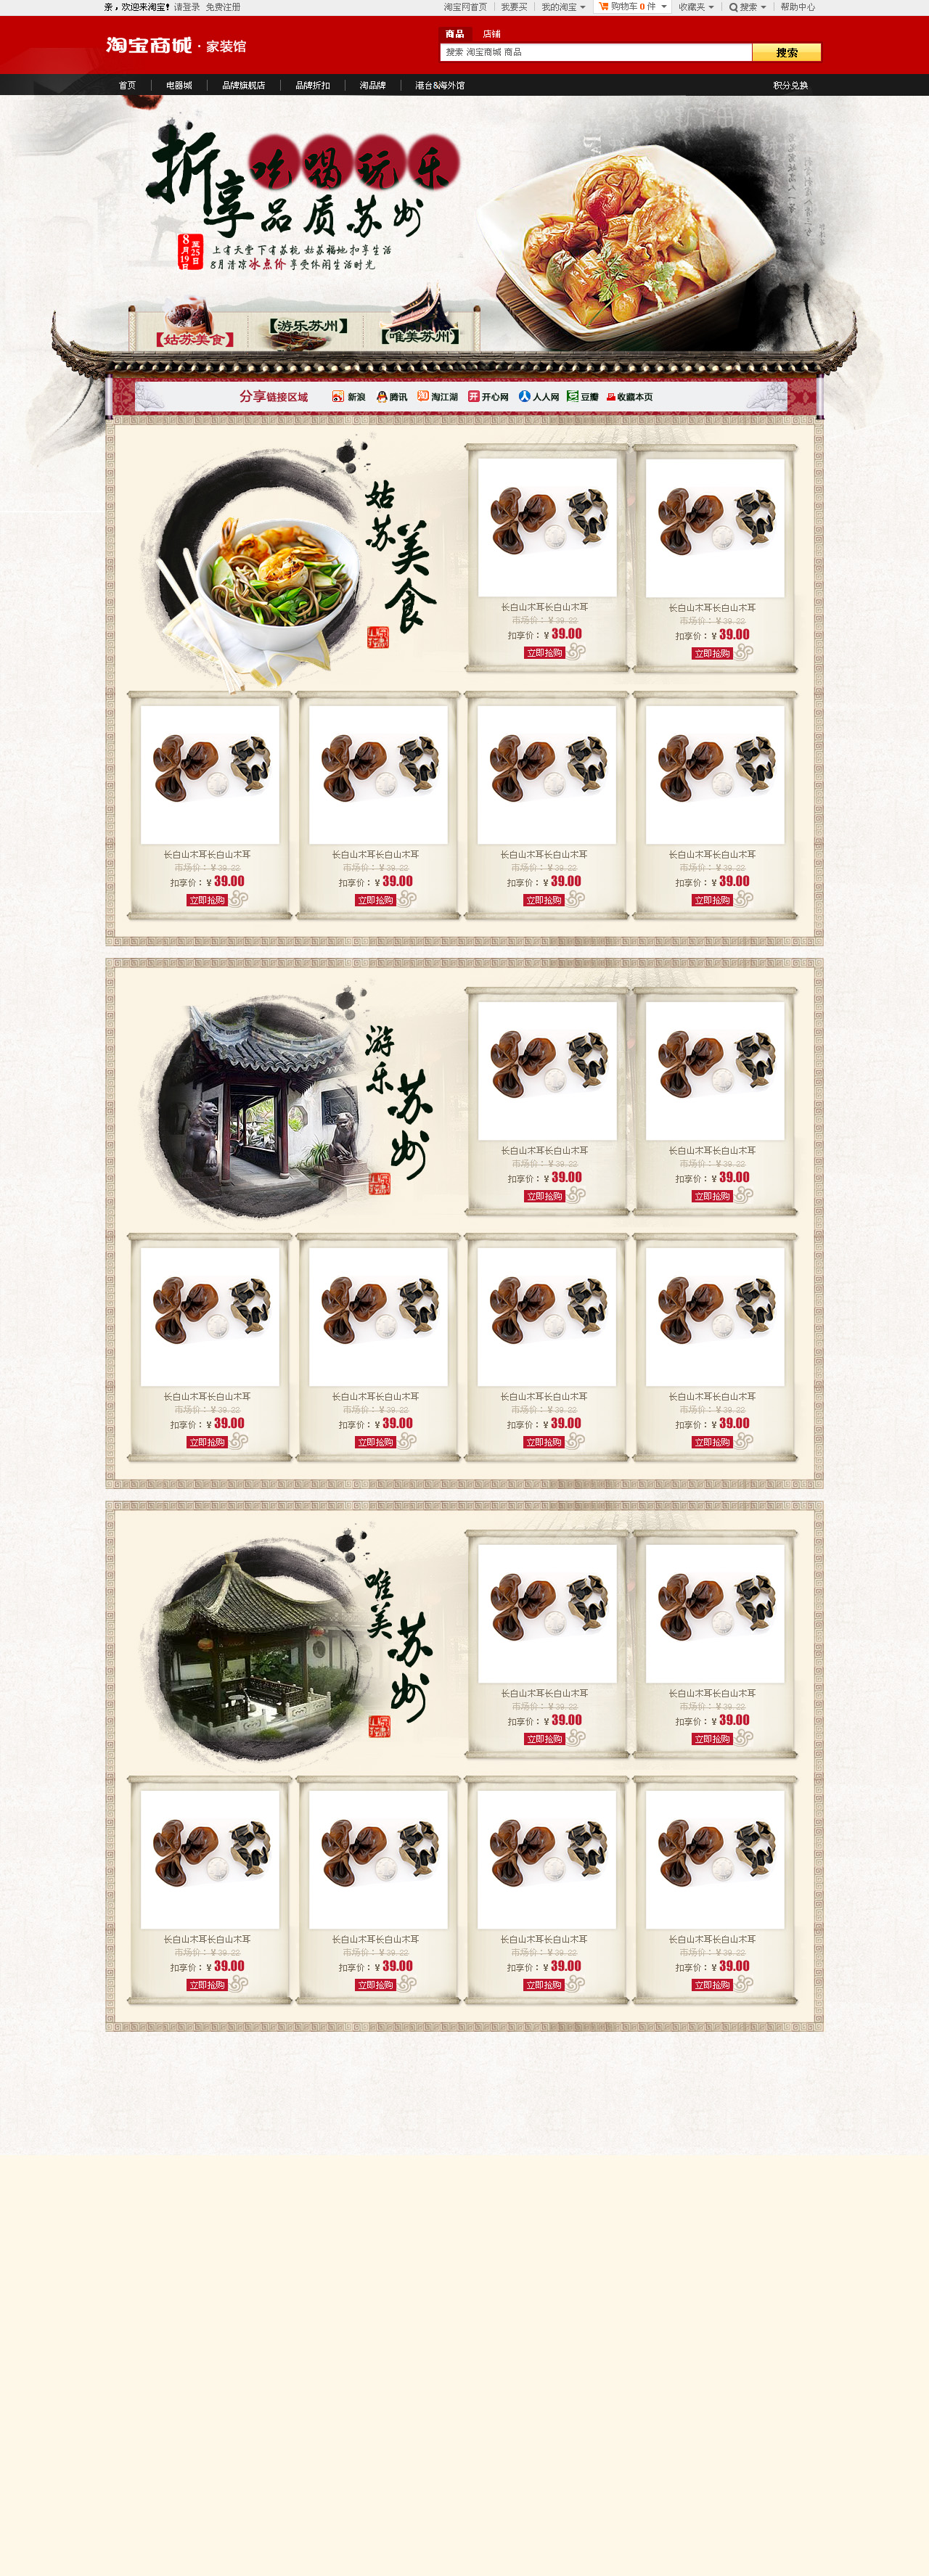 亲，欢迎来淘宝！ 请登录 免费注册
淘宝网首页 我要买 我的淘宝 购物车 0 件 收藏夹 搜索 帮助中心
淘宝商城 · 家装馆
商品 店铺
搜索 淘宝商城 商品
搜索
首页 电器城 品牌旗舰店 品牌折扣 淘品牌 港台&海外馆 积分兑换
折享 吃喝玩乐
品质苏州
8月19日至25日
上有天堂 下有苏杭 姑苏福地扣享生活
8月清凉冰点价 享受休闲生活时光
【姑苏美食】 【游乐苏州】 【唯美苏州】
分享链接区域 新浪 腾讯 淘江湖 开心网 人人网 豆瓣 收藏本页
姑苏美食
长白山木耳长白山木耳 长白山木耳长白山木耳
市场价：￥39.22 市场价：￥39.22
扣享价：￥39.00 扣享价：￥39.00
立即抢购 立即抢购
长白山木耳长白山木耳 长白山木耳长白山木耳 长白山木耳长白山木耳 长白山木耳长白山木耳
市场价：￥39.22 市场价：￥39.22 市场价：￥39.22 市场价：￥39.22
扣享价：￥39.00 扣享价：￥39.00 扣享价：￥39.00 扣享价：￥39.00
立即抢购 立即抢购 立即抢购 立即抢购
游乐苏州
长白山木耳长白山木耳 长白山木耳长白山木耳
市场价：￥39.22 市场价：￥39.22
扣享价：￥39.00 扣享价：￥39.00
立即抢购 立即抢购
长白山木耳长白山木耳 长白山木耳长白山木耳 长白山木耳长白山木耳 长白山木耳长白山木耳
市场价：￥39.22 市场价：￥39.22 市场价：￥39.22 市场价：￥39.22
扣享价：￥39.00 扣享价：￥39.00 扣享价：￥39.00 扣享价：￥39.00
立即抢购 立即抢购 立即抢购 立即抢购
唯美苏州
长白山木耳长白山木耳 长白山木耳长白山木耳
市场价：￥39.22 市场价：￥39.22
扣享价：￥39.00 扣享价：￥39.00
立即抢购 立即抢购
长白山木耳长白山木耳 长白山木耳长白山木耳 长白山木耳长白山木耳 长白山木耳长白山木耳
市场价：￥39.22 市场价：￥39.22 市场价：￥39.22 市场价：￥39.22
扣享价：￥39.00 扣享价：￥39.00 扣享价：￥39.00 扣享价：￥39.00
立即抢购 立即抢购 立即抢购 立即抢购